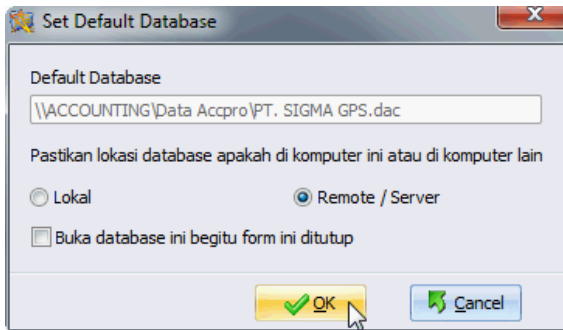 Set Default Database
Default Database
\\ACCOUNTING\Data Accpro\PT. SIGMA GPS.dac
Pastikan lokasi database apakah di komputer ini atau di komputer lain
Lokal
Remote / Server
Buka database ini begitu form ini ditutup
OK
Cancel